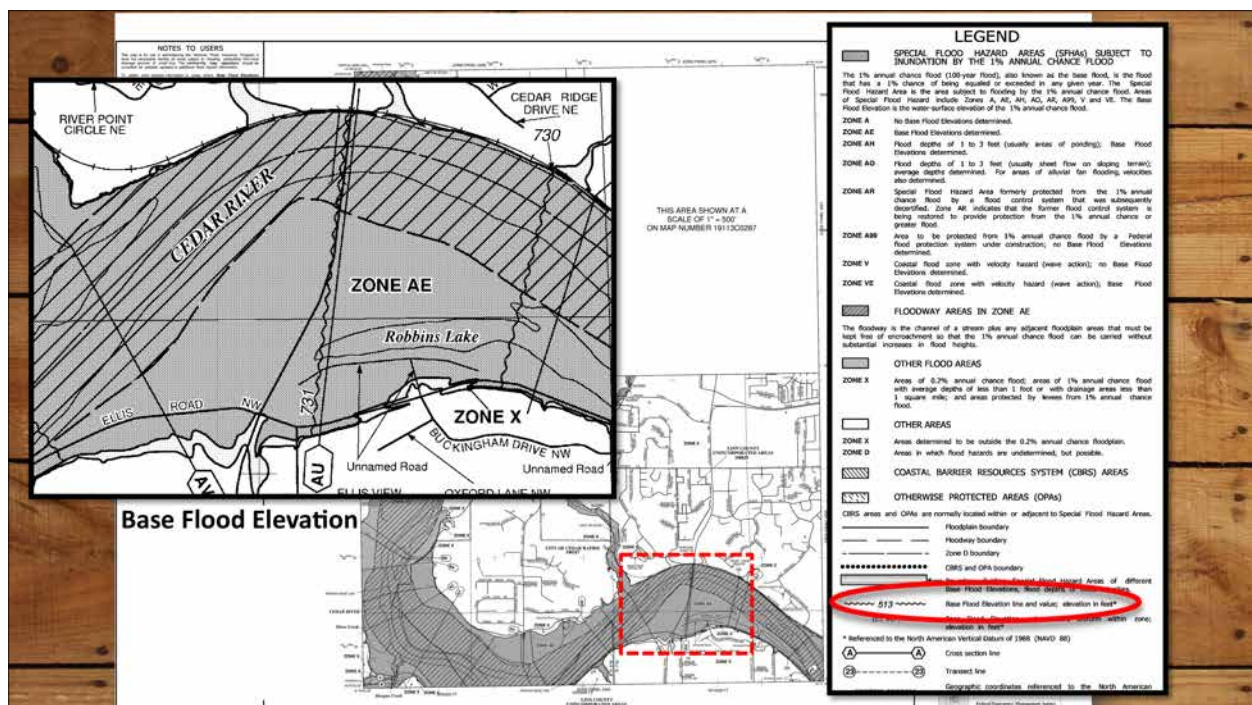 NOTES TO USERS
RIVER POINT
CIRCLE NE
CEDAR RIDGE
DRIVE NE
730
CEDAR RIVER
ZONE AE
Robbins Lake
731
ELLIS ROAD NW
ZONE X
BUCKINGHAM DRIVE NW
Unnamed Road
Unnamed Road
AV
AU
ELLIS VIEW
OXFORD LANE NW
Base Flood Elevation
THIS AREA SHOWN AT A
SCALE OF 1" = 500'
ON MAP NUMBER 19113C0287
LEGEND
SPECIAL FLOOD HAZARD AREAS (SFHAs) SUBJECT TO
INUNDATION BY THE 1% ANNUAL CHANCE FLOOD
The 1% annual chance flood (100-year flood), also known as the base flood, is the flood
that has a 1% chance of being equaled or exceeded in any given year. The Special
Flood Hazard Area is the area subject to flooding by the 1% annual chance flood. Areas
of Special Flood Hazard include Zones A, AE, AH, AO, AR, A99, V and VE. The Base
Flood Elevation is the water-surface elevation of the 1% annual chance flood.
ZONE A No Base Flood Elevations determined.
ZONE AE Base Flood Elevations determined.
ZONE AH Flood depths of 1 to 3 feet (usually areas of ponding); Base Flood
Elevations determined.
ZONE AO Flood depths of 1 to 3 feet (usually sheet flow on sloping terrain);
average depths determined. For areas of alluvial fan flooding, velocities
also determined.
ZONE AR Special Flood Hazard Area formerly protected from the 1% annual
chance flood by a flood control system that was subsequently
decertified. Zone AR indicates that the former flood control system is
being restored to provide protection from the 1% annual chance or
greater flood.
ZONE A99 Area to be protected from 1% annual chance flood by a Federal
flood protection system under construction; no Base Flood Elevations
determined.
ZONE V Coastal flood zone with velocity hazard (wave action); no Base Flood
Elevations determined.
ZONE VE Coastal flood zone with velocity hazard (wave action); Base Flood
Elevations determined.
FLOODWAY AREAS IN ZONE AE
The floodway is the channel of a stream plus any adjacent floodplain areas that must be
kept free of encroachment so that the 1% annual chance flood can be carried without
substantial increases in flood heights.
OTHER FLOOD AREAS
ZONE X Areas of 0.2% annual chance flood; areas of 1% annual chance flood
with average depths of less than 1 foot or with drainage areas less than
1 square mile; and areas protected by levees from 1% annual chance
flood.
OTHER AREAS
ZONE X Areas determined to be outside the 0.2% annual chance floodplain.
ZONE D Areas in which flood hazards are undetermined, but possible.
COASTAL BARRIER RESOURCES SYSTEM (CBRS) AREAS
OTHERWISE PROTECTED AREAS (OPAs)
CBRS areas and OPAs are normally located within or adjacent to Special Flood Hazard Areas.
Floodplain boundary
Floodway boundary
Zone D boundary
CBRS and OPA boundary
Special Flood Hazard Areas of different
Base Flood Elevations, flood depths
513 Base Flood Elevation line and value; elevation in feet*
within zone;
elevation in feet*
* Referenced to the North American Vertical Datum of 1988 (NAVD 88)
A A Cross section line
23 23 Transect line
Geographic coordinates referenced to the North American